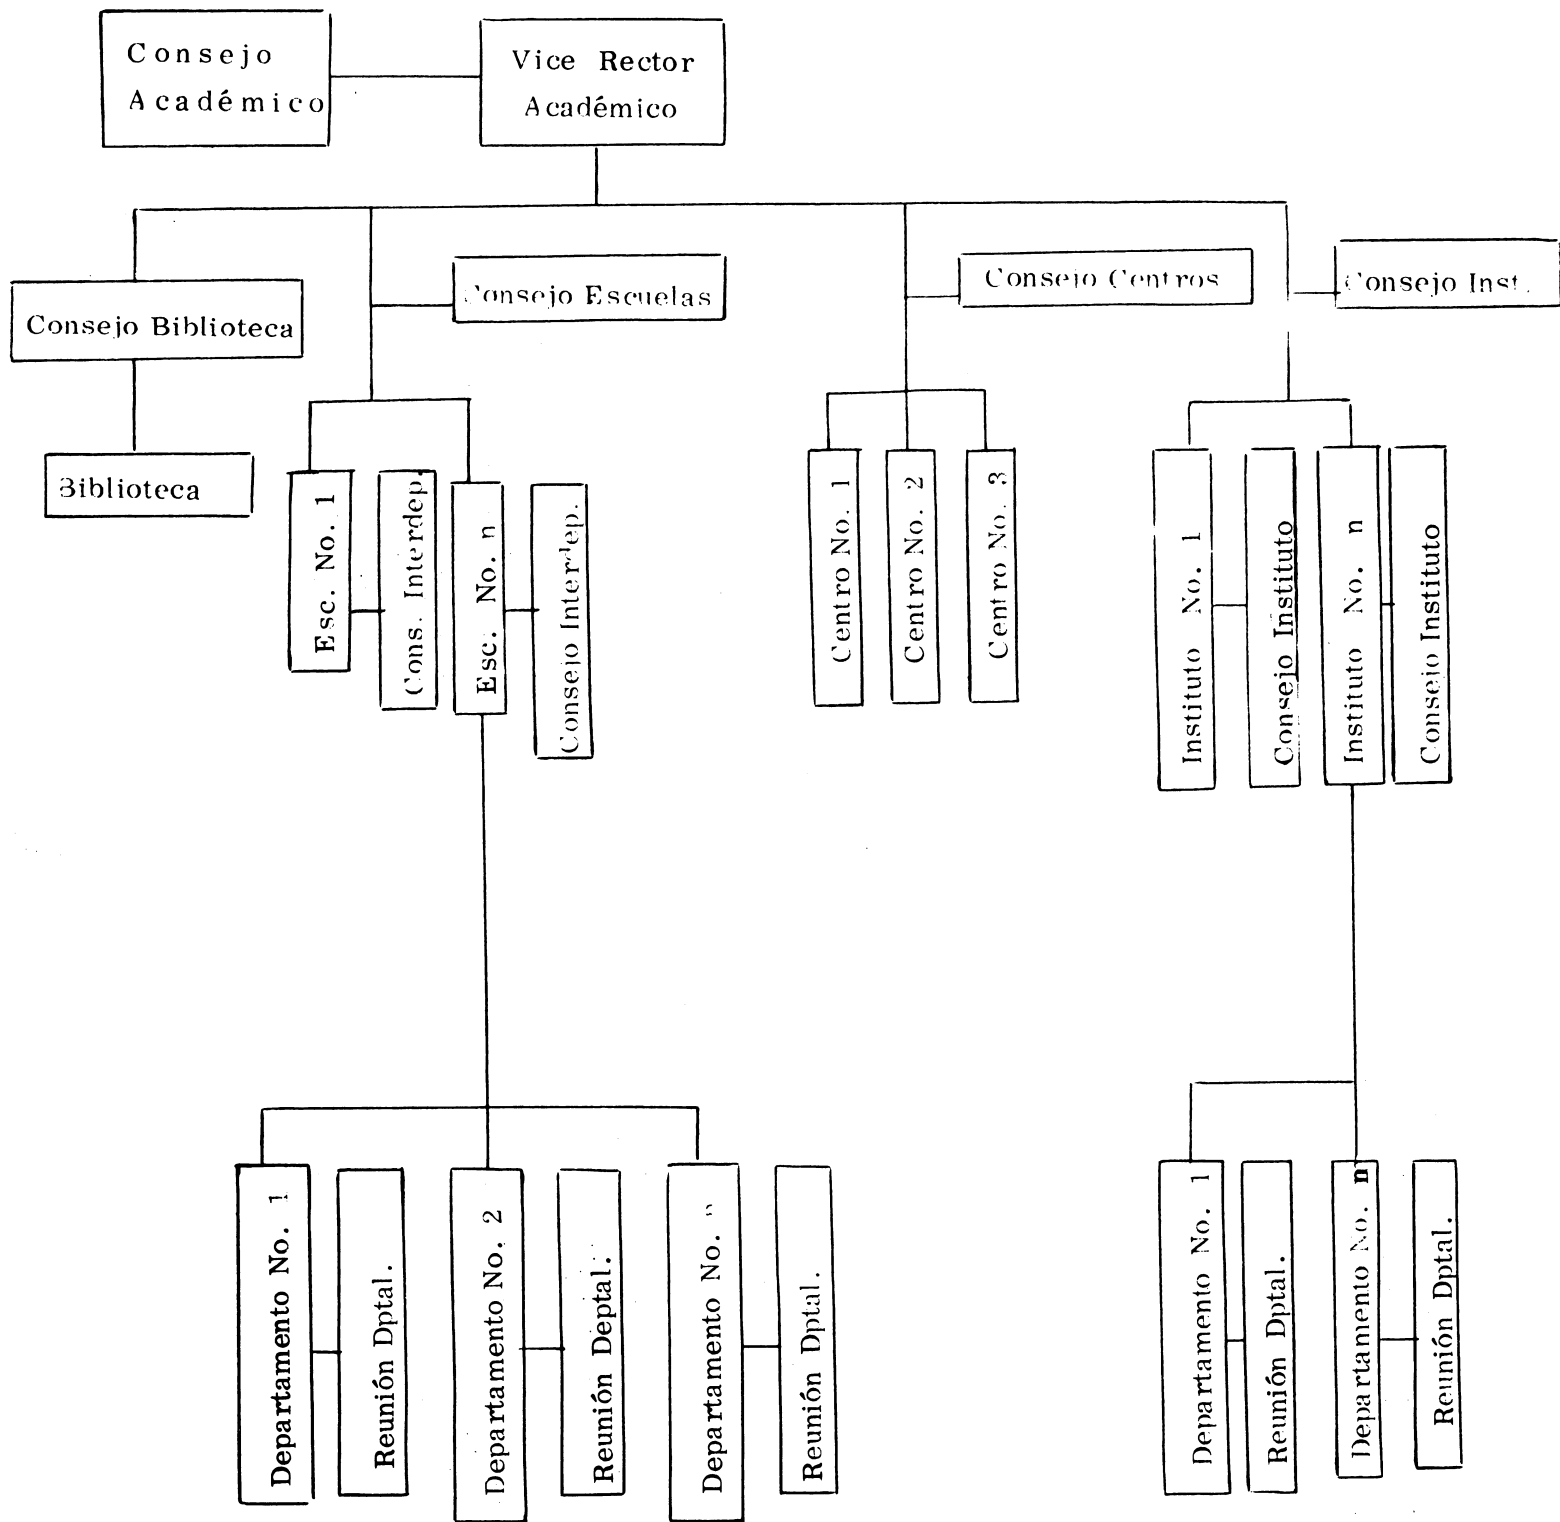 Consejo
Académico
Vice Rector
Académico
Consejo Biblioteca
Consejo Escuelas
Consejo Centros
Consejo Inst.
Biblioteca
Esc. No. 1
Cons. Interdep.
Esc. No. n
Consejo Interdep.
Centro No. 1
Centro No. 2
Centro No. 3
Instituto No. 1
Consejo Instituto
Instituto No. n
Consejo Instituto
Departamento No. 1
Reunión Dptal.
Departamento No. 2
Reunión Deptal.
Departamento No. n
Reunión Dptal.
Departamento No. 1
Reunión Dptal.
Departamento No. n
Reunión Dptal.